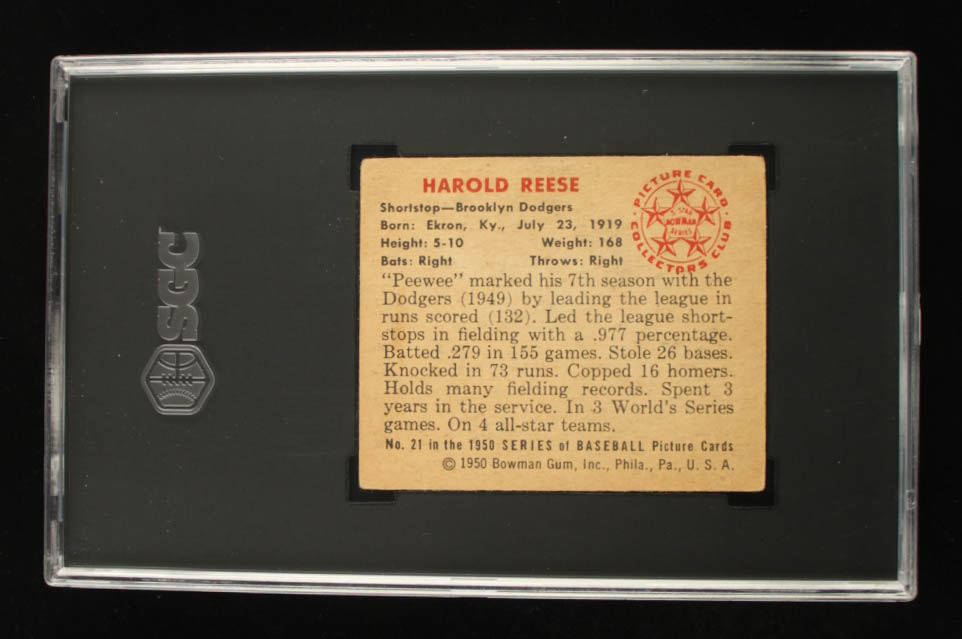 HAROLD REESE
Shortstop—Brooklyn Dodgers
Born: Ekron, Ky., July 23, 1919
Height: 5-10 Weight: 168
Bats: Right Throws: Right
PICTURE CARD
COLLECTORS CLUB
5 STAR
BOWMAN
SERIES
"Peewee" marked his 7th season with the
Dodgers (1949) by leading the league in
runs scored (132). Led the league short-
stops in fielding with a .977 percentage.
Batted .279 in 155 games. Stole 26 bases.
Knocked in 73 runs. Copped 16 homers.
Holds many fielding records. Spent 3
years in the service. In 3 World's Series
games. On 4 all-star teams.
No. 21 in the 1950 SERIES of BASEBALL Picture Cards
© 1950 Bowman Gum, Inc., Phila., Pa., U. S. A.
SGC